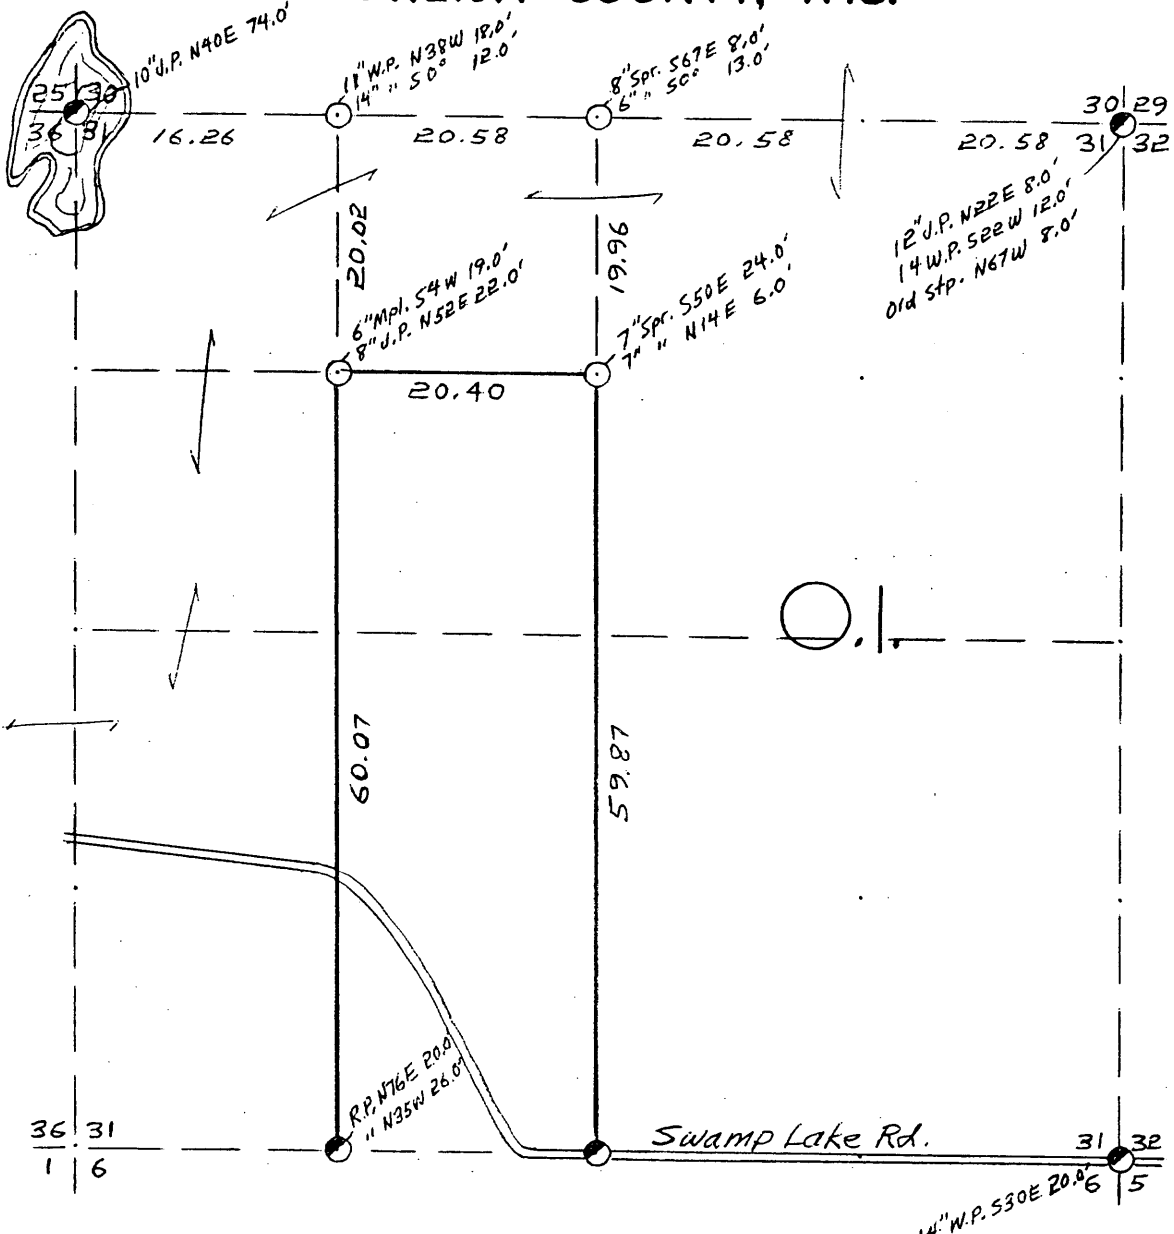 COUNTY, WIS.
10" J.P. N40E 74.0'
11" W.P. N38W 18.0'
14" " S0° 12.0'
8" Spr. S67E 8.0'
6" " S0° 13.0'
25 30
36 31
16.26
20.58
20.58
20.58
30 29
31 32
12" J.P. N22E 8.0'
14 W.P. S22W 12.0'
Old Stp. N67W 8.0'
20.02
19.96
6" Mpl. S4W 19.0'
8" J.P. N52E 22.0'
7" Spr. S50E 24.0'
7" " N14E 6.0'
20.40
O.1.
60.07
59.87
R.P. N76E 20.0'
" N35W 26.0'
36 31
1 6
Swamp Lake Rd.
31 32
6 5
14" W.P. S30E 20.0'